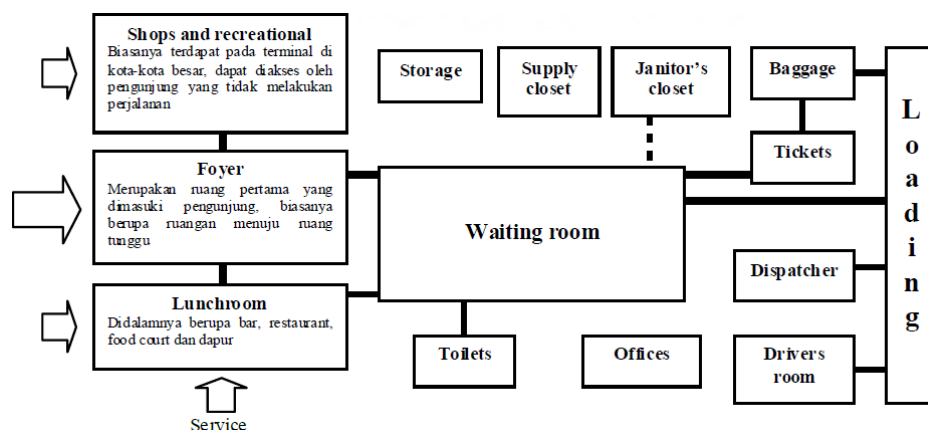 Shops and recreational
Biasanya terdapat pada terminal di
kota-kota besar, dapat diakses oleh
pengunjung yang tidak melakukan
perjalanan
Foyer
Merupakan ruang pertama yang
dimasuki pengunjung, biasanya
berupa ruangan menuju ruang
tunggu
Lunchroom
Didalamnya berupa bar, restaurant,
food court dan dapur
Service
Storage
Supply
closet
Janitor's
closet
Baggage
Tickets
Waiting room
Dispatcher
Toilets
Offices
Drivers
room
L
o
a
d
i
n
g